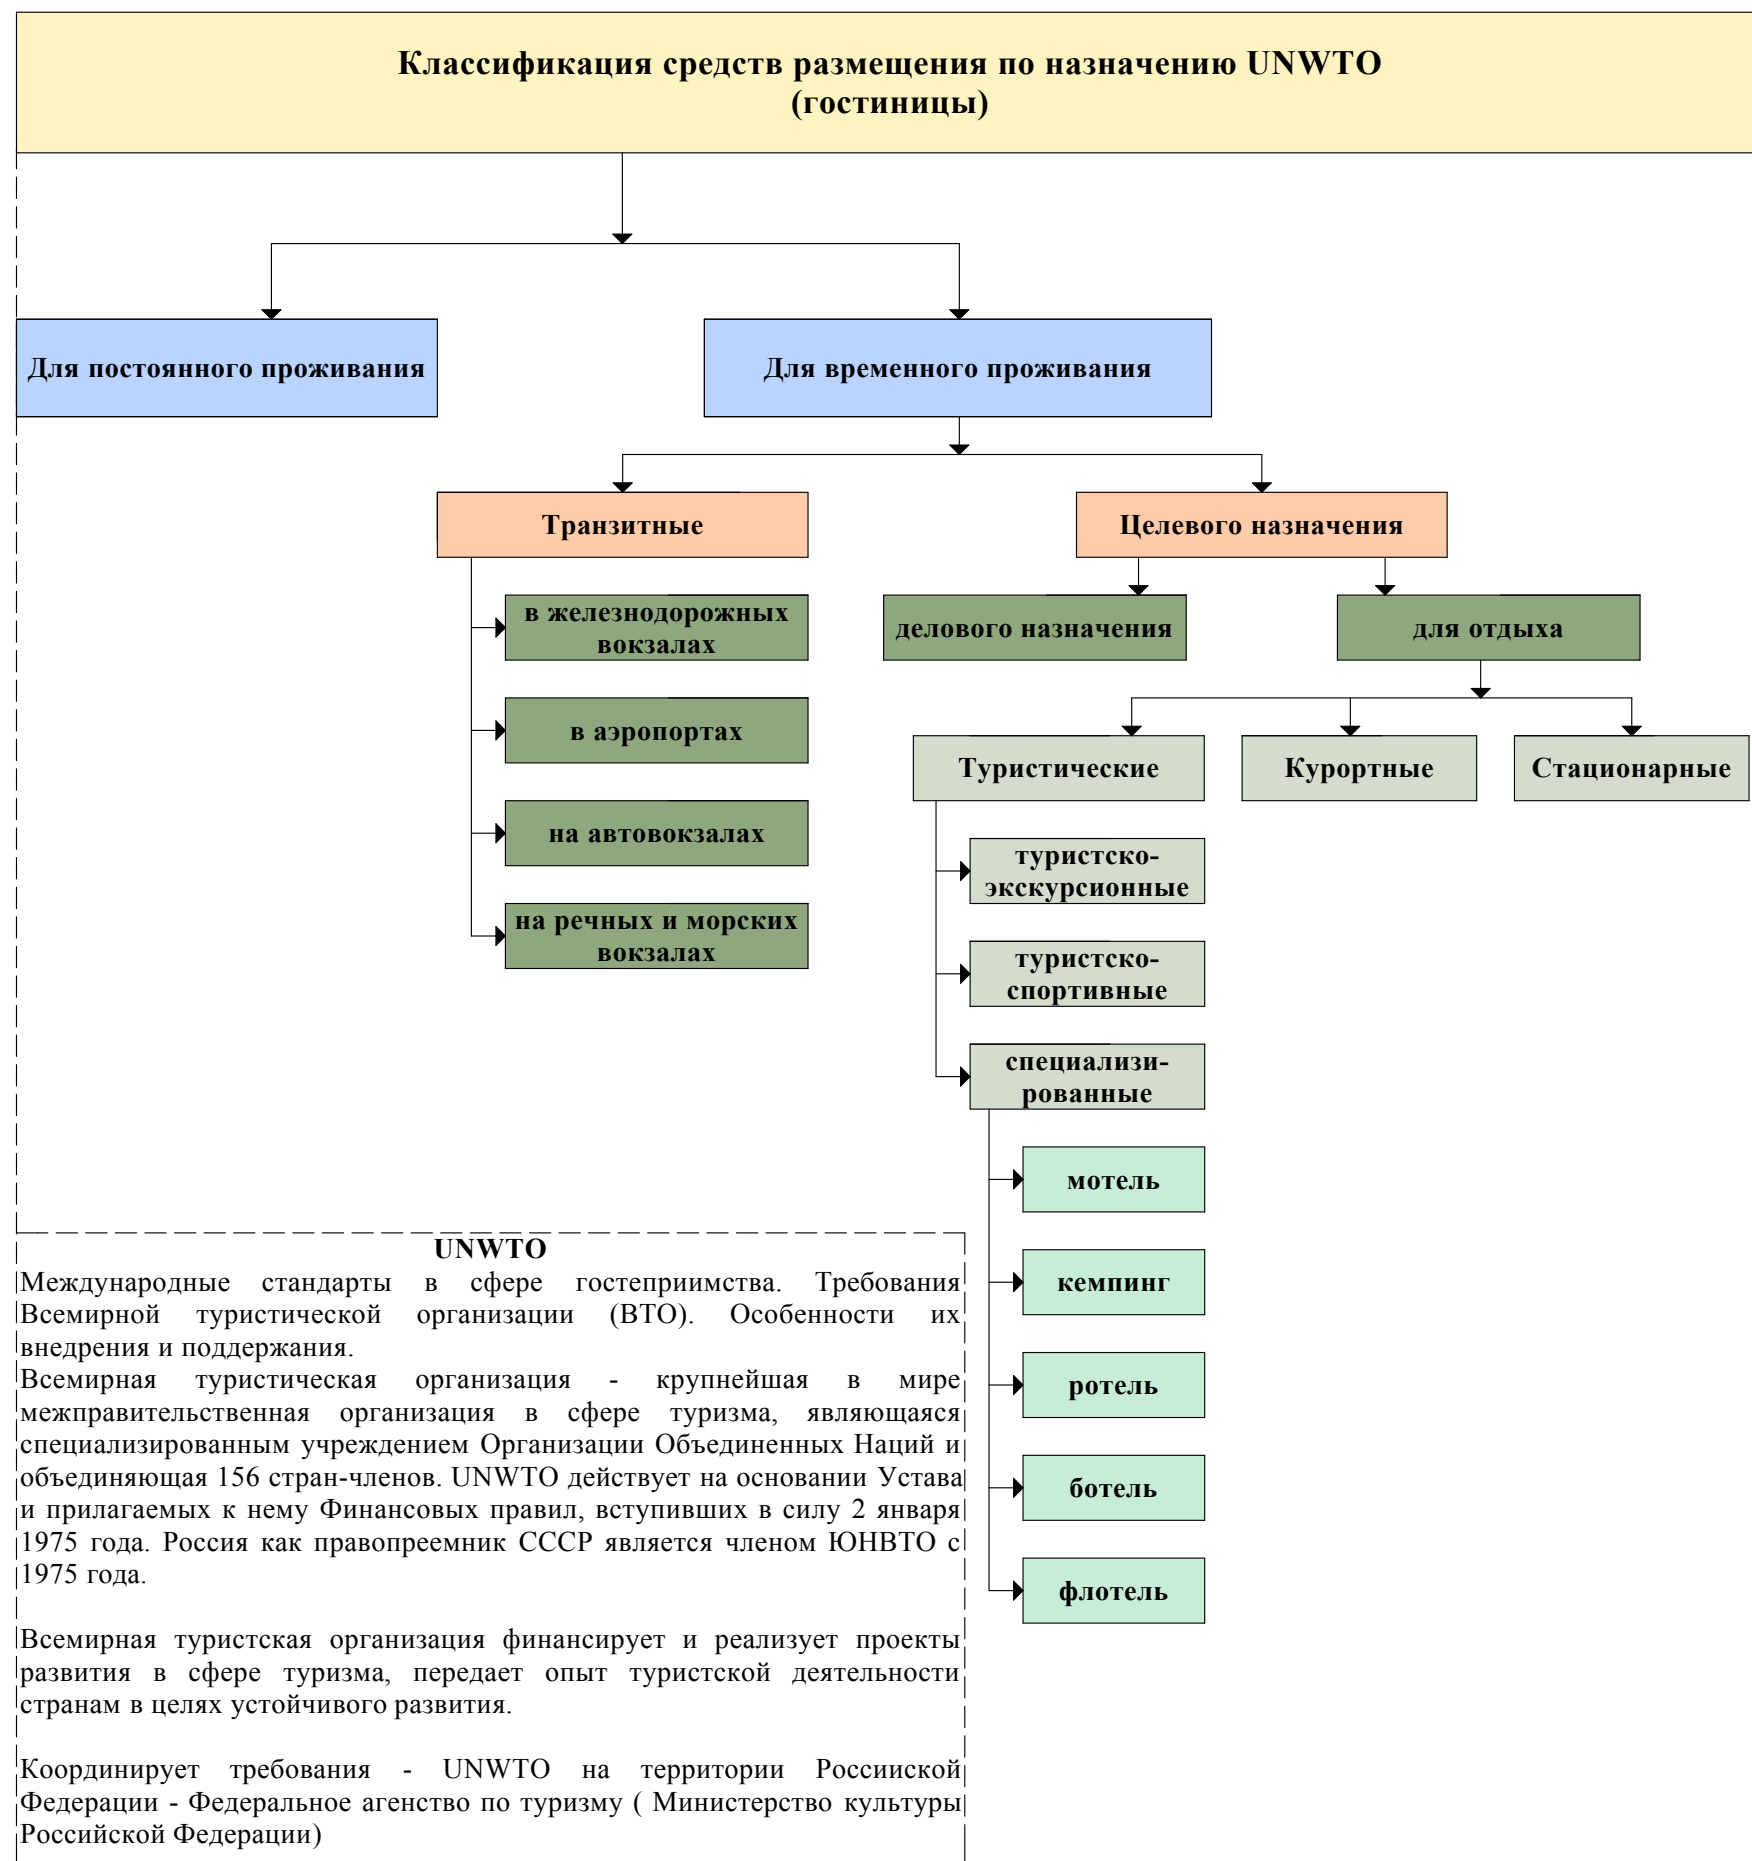 Классификация средств размещения по назначению UNWTO
(гостиницы)
Для постоянного проживания
Для временного проживания
Транзитные
Целевого назначения
в железнодорожных
вокзалах
делового назначения
для отдыха
в аэропортах
Туристические
Курортные
Стационарные
на автовокзалах
туристско-
экскурсионные
на речных и морских
вокзалах
туристско-
спортивные
специализи-
рованные
мотель
кемпинг
ротель
ботель
флотель
UNWTO
Международные стандарты в сфере гостеприимства. Требования
Всемирной туристической организации (ВТО). Особенности их
внедрения и поддержания.
Всемирная туристическая организация - крупнейшая в мире
межправительственная организация в сфере туризма, являющаяся
специализированным учреждением Организации Объединенных Наций и
объединяющая 156 стран-членов. UNWTO действует на основании Устава
и прилагаемых к нему Финансовых правил, вступивших в силу 2 января
1975 года. Россия как правопреемник СССР является членом ЮНВТО с
1975 года.
Всемирная туристская организация финансирует и реализует проекты
развития в сфере туризма, передает опыт туристской деятельности
странам в целях устойчивого развития.
Координирует требования - UNWTO на территории Россииской
Федерации - Федеральное агенство по туризму ( Министерство культуры
Российской Федерации)